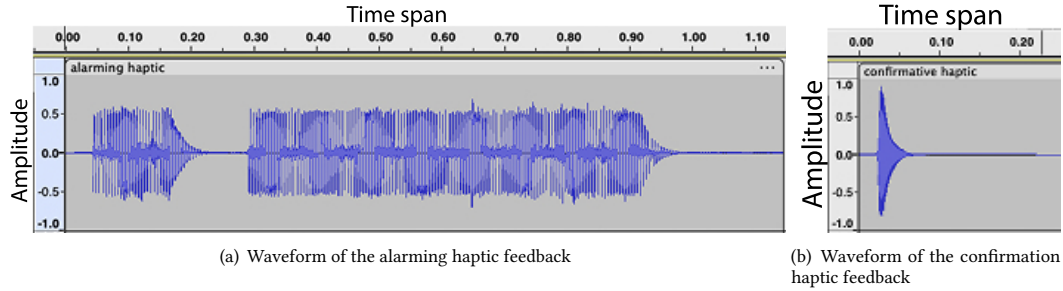 Time span
0.00 0.10 0.20 0.30 0.40 0.50 0.60 0.70 0.80 0.90 1.00 1.10
alarming haptic ...
Amplitude
1.0
0.5
0.0
-0.5
-1.0
(a) Waveform of the alarming haptic feedback
Time span
0.00 0.10 0.20
confirmative haptic
Amplitude
1.0
0.5
0.0
-0.5
-1.0
(b) Waveform of the confirmation
haptic feedback